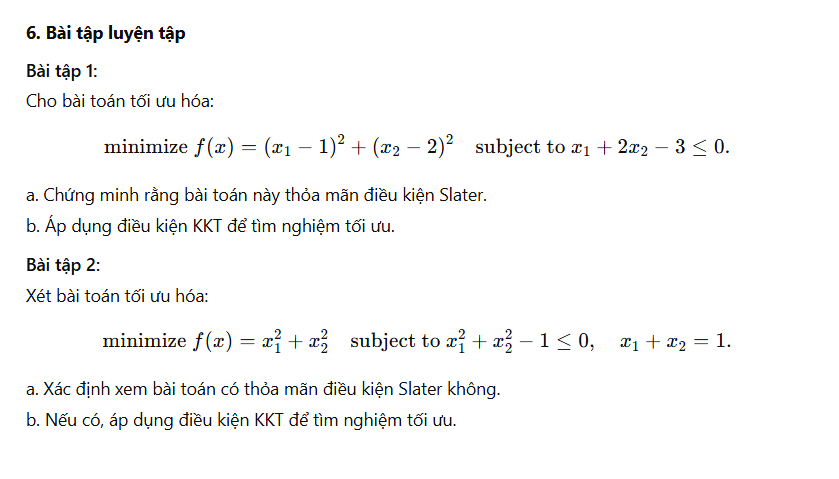 6. Bài tập luyện tập
Bài tập 1:
Cho bài toán tối ưu hóa:
minimize f(x) = (x₁ − 1)² + (x₂ − 2)² subject to x₁ + 2x₂ − 3 ≤ 0.
a. Chứng minh rằng bài toán này thỏa mãn điều kiện Slater.
b. Áp dụng điều kiện KKT để tìm nghiệm tối ưu.
Bài tập 2:
Xét bài toán tối ưu hóa:
minimize f(x) = x₁² + x₂² subject to x₁² + x₂² − 1 ≤ 0, x₁ + x₂ = 1.
a. Xác định xem bài toán có thỏa mãn điều kiện Slater không.
b. Nếu có, áp dụng điều kiện KKT để tìm nghiệm tối ưu.